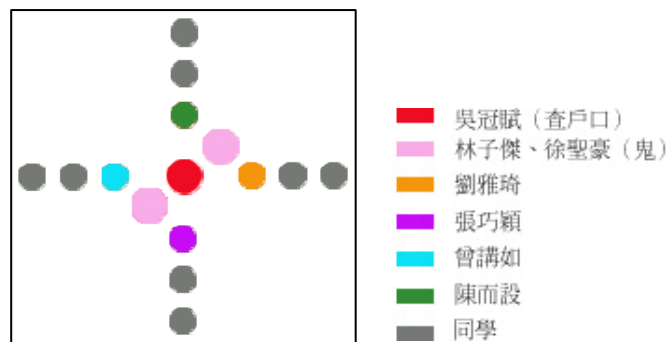 吳冠賦（查戶口）
林子傑、徐聖豪（鬼）
劉雅琦
張巧穎
曾講如
陳而設
同學